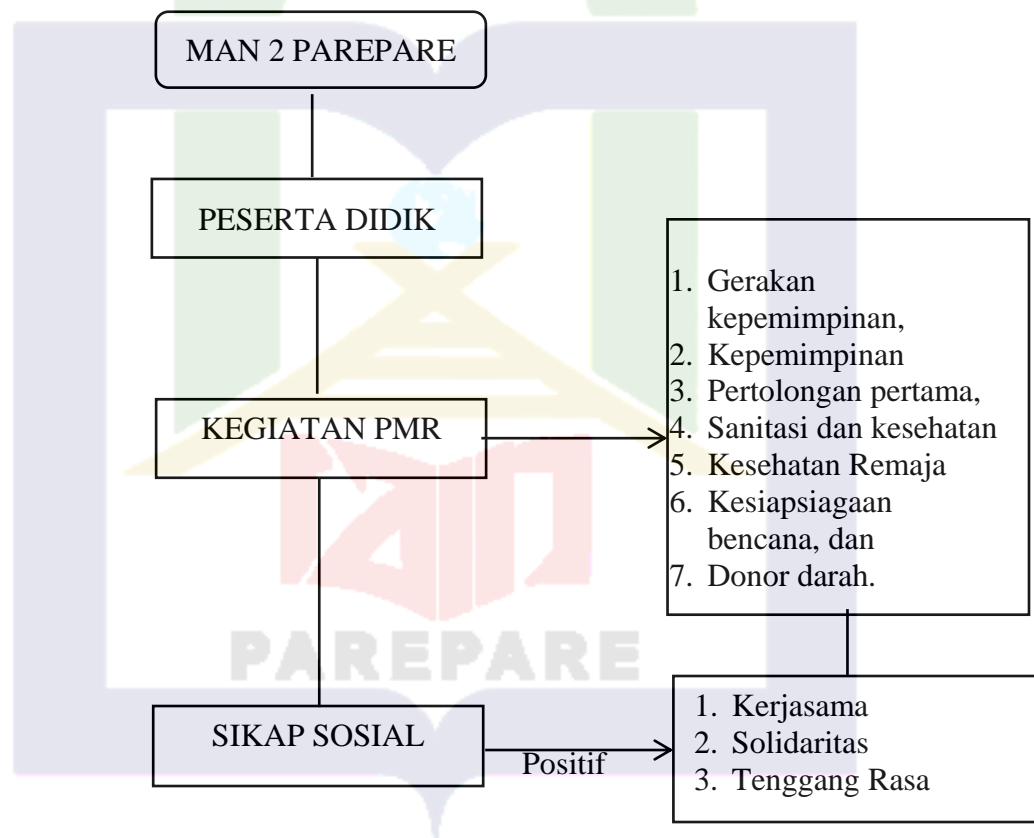 MAN 2 PAREPARE
PESERTA DIDIK
KEGIATAN PMR
1. Gerakan
kepemimpinan,
2. Kepemimpinan
3. Pertolongan pertama,
4. Sanitasi dan kesehatan
5. Kesehatan Remaja
6. Kesiapsiagaan
bencana, dan
7. Donor darah.
PAREPARE
SIKAP SOSIAL
Positif
1. Kerjasama
2. Solidaritas
3. Tenggang Rasa